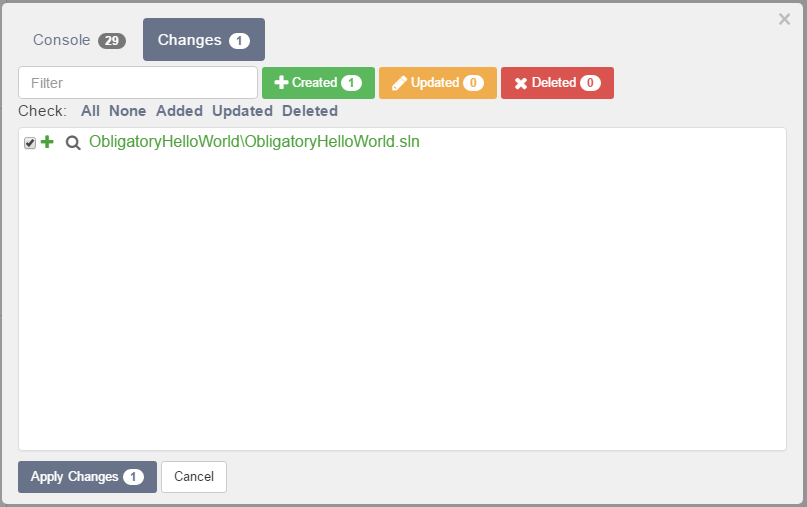 Console 29 Changes 1
Filter Created 1 Updated 0 Deleted 0
Check: All None Added Updated Deleted
ObligatoryHelloWorld\ObligatoryHelloWorld.sln
Apply Changes 1 Cancel